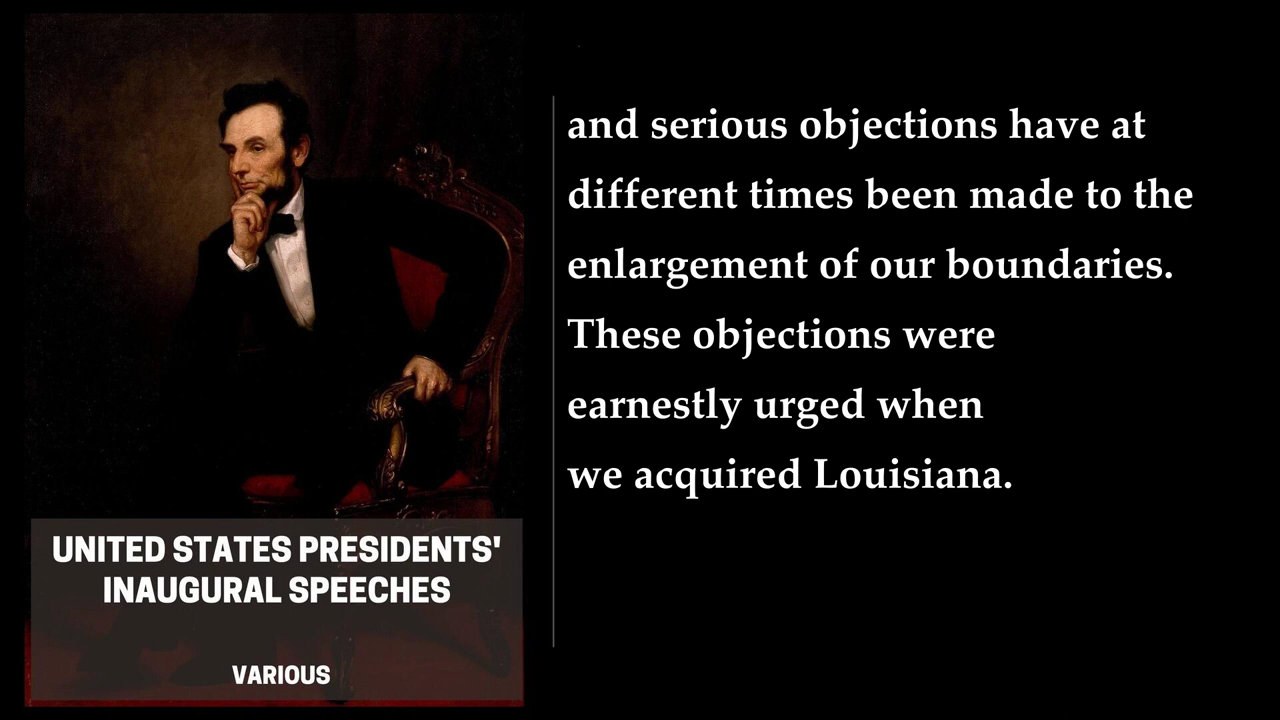 and serious objections have at
different times been made to the
enlargement of our boundaries.
These objections were
earnestly urged when
we acquired Louisiana.
UNITED STATES PRESIDENTS'
INAUGURAL SPEECHES
VARIOUS